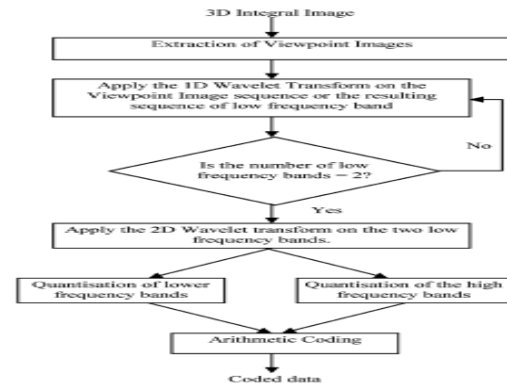 3D Integral Image
Extraction of Viewpoint Images
Apply the 1D Wavelet Transform on the
Viewpoint Image sequence or the resulting
sequence of low frequency band
No
Is the number of low
frequency bands = 2?
Yes
Apply the 2D Wavelet transform on the two low
frequency bands.
Quantisation of lower
frequency bands
Quantisation of the high
frequency bands
Arithmetic Coding
Coded data